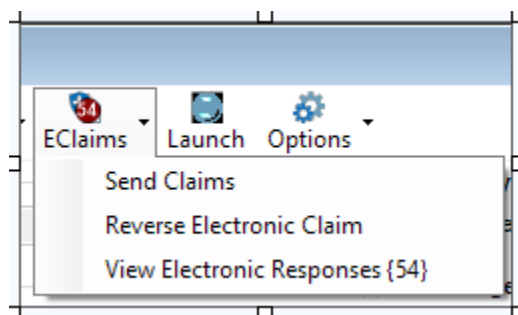 54
EClaims Launch Options
Send Claims
Reverse Electronic Claim
View Electronic Responses {54}